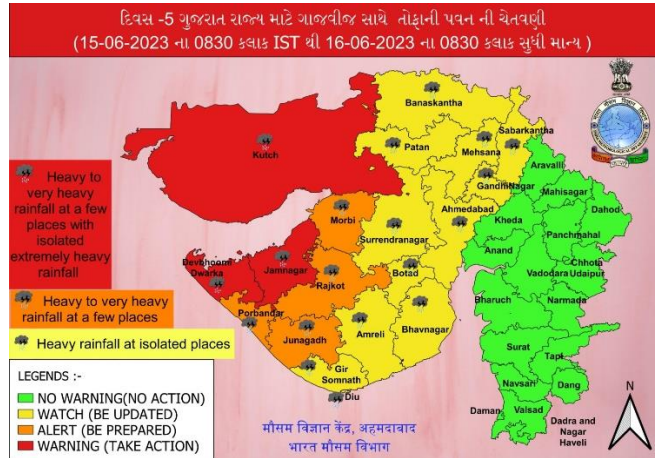 દિવસ -5 ગુજરાત રાજ્ય માટે ગાજવીજ સાથે તોફાની પવન ની ચેતવણી
(15-06-2023 ના 0830 કલાક IST થી 16-06-2023 ના 0830 કલાક સુધી માન્ય )
Banaskantha
Sabarkantha
Patan
Mehsana
Kutch
Aravalli
GandhiNagar
Mahisagar
Heavy to
very heavy
rainfall at a few
places with
isolated
extremely heavy
rainfall
Morbi
Ahmedabad
Kheda
Dahod
Surrendranagar
Panchmahal
Anand
Devbhoomi
Dwarka
Jamnagar
Rajkot
Botad
Vadodara
Chhota
Udaipur
Heavy to very heavy
rainfall at a few places
Porbandar
Bharuch
Narmada
Junagadh
Amreli
Bhavnagar
Heavy rainfall at isolated places
Surat
Tapi
Gir
Somnath
LEGENDS :-
NO WARNING(NO ACTION)
WATCH (BE UPDATED)
ALERT (BE PREPARED)
WARNING (TAKE ACTION)
Diu
Navsari
Dang
N
Daman
Valsad
Dadra and
Nagar
Haveli
मौसम विज्ञान केंद्र, अहमदाबाद
भारत मौसम विभाग